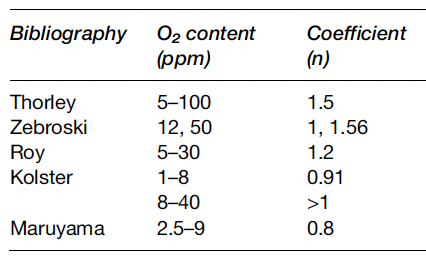 Bibliography O₂ content Coefficient
(ppm) (n)
Thorley 5–100 1.5
Zebroski 12, 50 1, 1.56
Roy 5–30 1.2
Kolster 1–8 0.91
8–40 >1
Maruyama 2.5–9 0.8